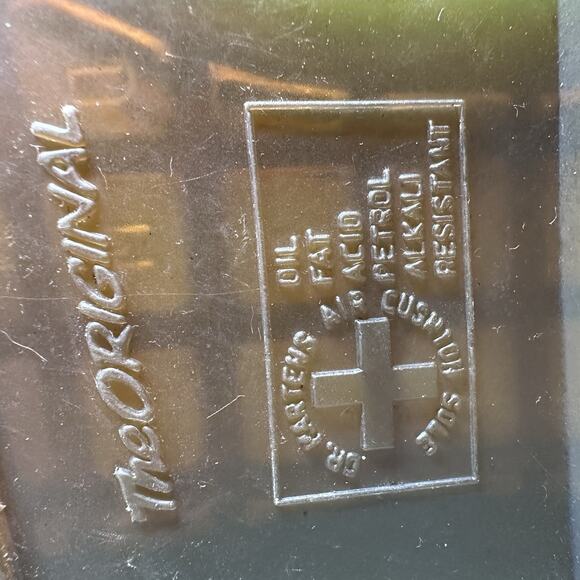 The ORIGINAL
DR. MARTENS AIR CUSHION SOLE
OIL
FAT
ACID
PETROL
ALKALI
RESISTANT